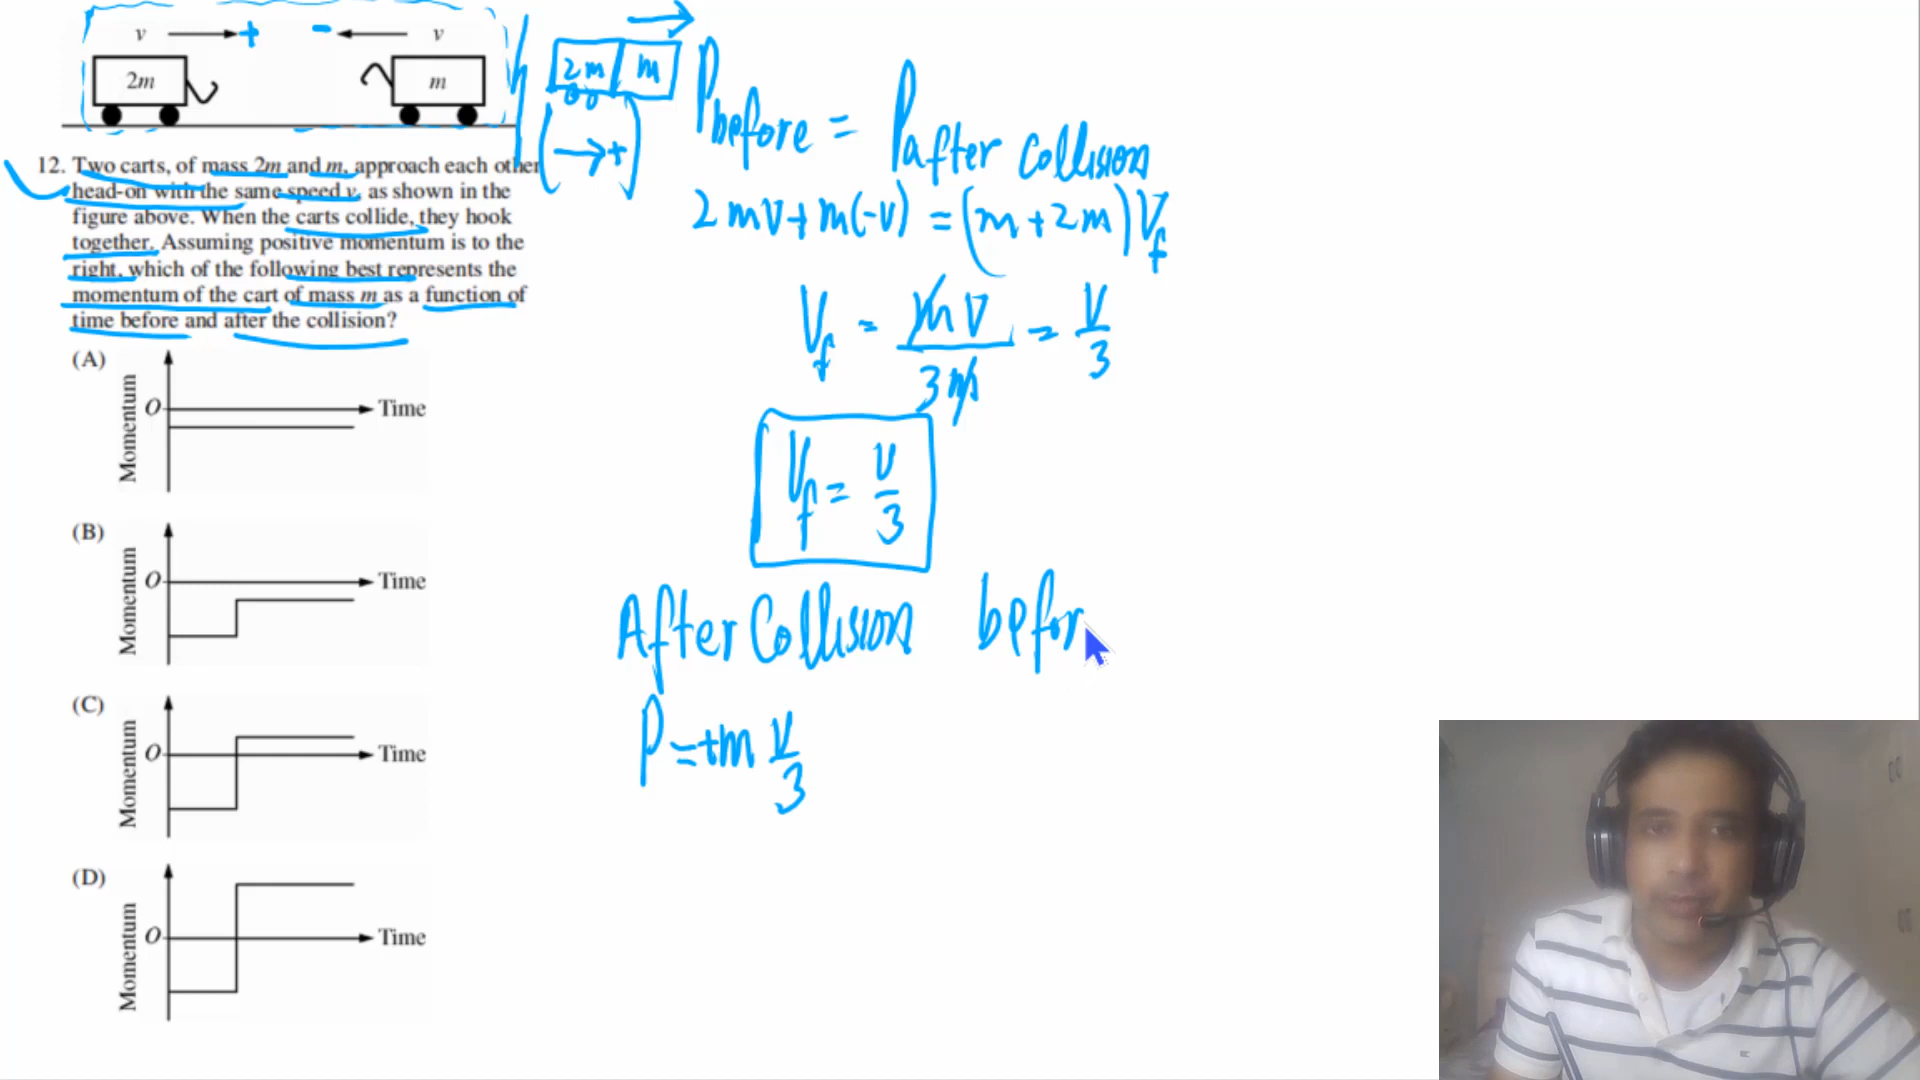 v + - v
2m m
12. Two carts, of mass 2m and m, approach each other
head-on with the same speed v, as shown in the
figure above. When the carts collide, they hook
together. Assuming positive momentum is to the
right, which of the following best represents the
momentum of the cart of mass m as a function of
time before and after the collision?
(A)
Momentum
O
Time
(B)
Momentum
O
Time
(C)
Momentum
O
Time
(D)
Momentum
O
Time
2m m
(→+)
Pbefore = Pafter collision
2mv+m(-v) = (m+2m)Vf
Vf = mv/3m = v/3
Vf = v/3
After Collision befor
P=+m v/3